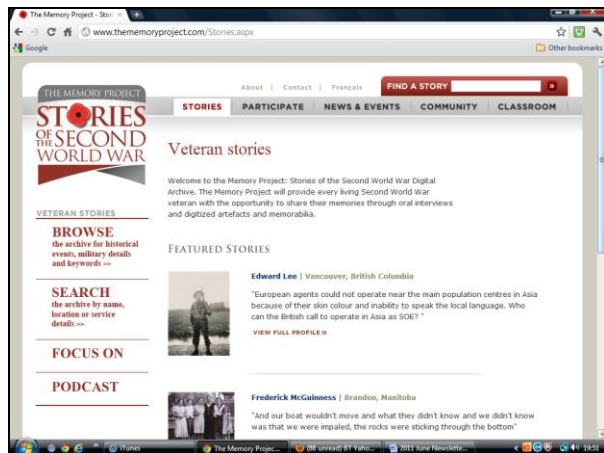 The Memory Project - Stori
www.thememoryproject.com/Stories.aspx
Google
Other bookmarks
About | Contact | Français
FIND A STORY
THE MEMORY PROJECT
STORIES
OF SECOND
THE
WORLD WAR
STORIES PARTICIPATE NEWS & EVENTS COMMUNITY CLASSROOM
Veteran stories
Welcome to the Memory Project: Stories of the Second World War Digital
Archive. The Memory Project will provide every living Second World War
veteran with the opportunity to share their memories through oral interviews
and digitized artefacts and memorabilia.
VETERAN STORIES
BROWSE
the archive for historical
events, military details
and keywords >>
SEARCH
the archive by name,
location or service
details >>
FOCUS ON
PODCAST
FEATURED STORIES
Edward Lee | Vancouver, British Columbia
"European agents could not operate near the main population centres in Asia
because of their skin colour and inability to speak the local language. Who
can the British call to operate in Asia as SOE? "
VIEW FULL PROFILE »
Frederick McGuinness | Brandon, Manitoba
"And our boat wouldn't move and what they didn't know and we didn't know
was that we were impaled, the rocks were sticking through the bottom"
iTunes
The Memory Projec...
(88 unread) BT Yaho...
2011 June Newslette...
19:51